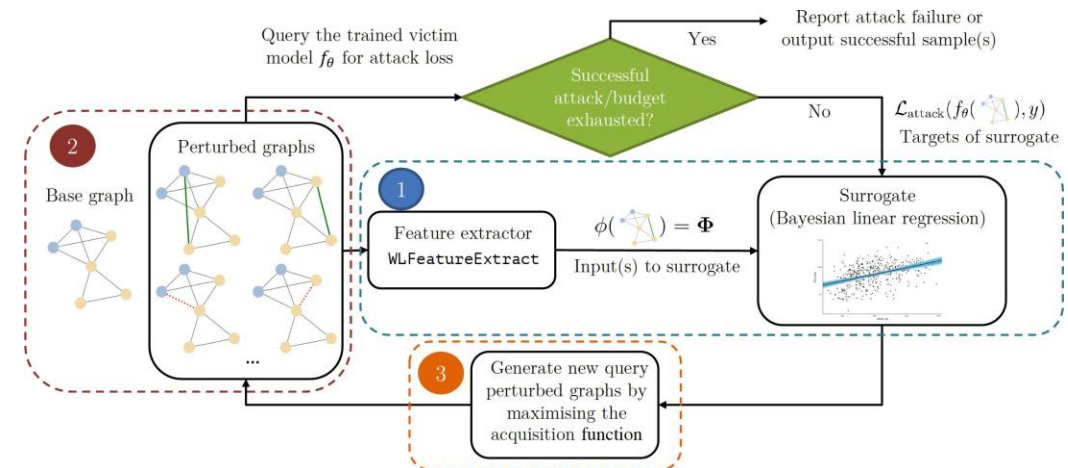 Query the trained victim
model fθ for attack loss
Successful
attack/budget
exhausted?
Yes
Report attack failure or
output successful sample(s)
No
ℒattack(fθ( ), y)
Targets of surrogate
2
Base graph
Perturbed graphs
...
1
Feature extractor
WLFeatureExtract
ϕ( ) = Φ
Input(s) to surrogate
Surrogate
(Bayesian linear regression)
3
Generate new query
perturbed graphs by
maximising the
acquisition function